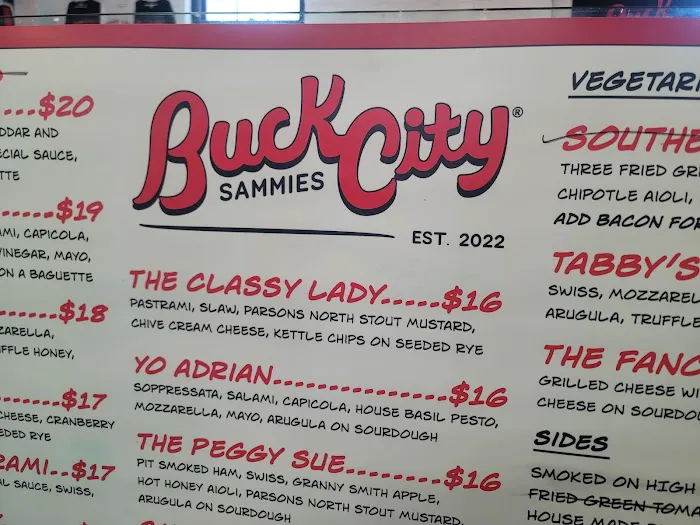 ....$20
DDAR AND
CIAL SAUCE,
TTE
......$19
AMI, CAPICOLA,
VINEGAR, MAYO,
ON A BAGUETTE
......$18
ZARELLA,
FFLE HONEY,
......$17
CHEESE, CRANBERRY
EDED RYE
RAMI..$17
AL SAUCE, SWISS,
Buck City®
SAMMIES
EST. 2022
THE CLASSY LADY.....$16
PASTRAMI, SLAW, PARSONS NORTH STOUT MUSTARD,
CHIVE CREAM CHEESE, KETTLE CHIPS ON SEEDED RYE
YO ADRIAN................$16
SOPPRESSATA, SALAMI, CAPICOLA, HOUSE BASIL PESTO,
MOZZARELLA, MAYO, ARUGULA ON SOURDOUGH
THE PEGGY SUE.........$16
PIT SMOKED HAM, SWISS, GRANNY SMITH APPLE,
HOT HONEY AIOLI, PARSONS NORTH STOUT MUSTARD,
ARUGULA ON SOURDOUGH
VEGETARI
SOUTHE
THREE FRIED GRE
CHIPOTLE AIOLI,
ADD BACON FOR
TABBY'S
SWISS, MOZZAREL
ARUGULA, TRUFFLE
THE FANC
GRILLED CHEESE WI
CHEESE ON SOURDOU
SIDES
SMOKED ON HIGH
FRIED GREEN TOMA
HOUSE MADE